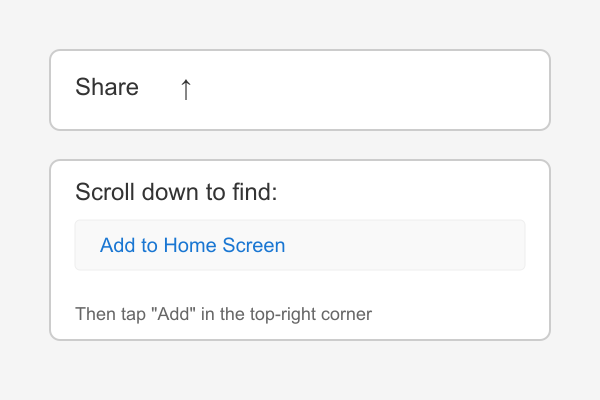 Share ↑
Scroll down to find:
Add to Home Screen
Then tap "Add" in the top-right corner